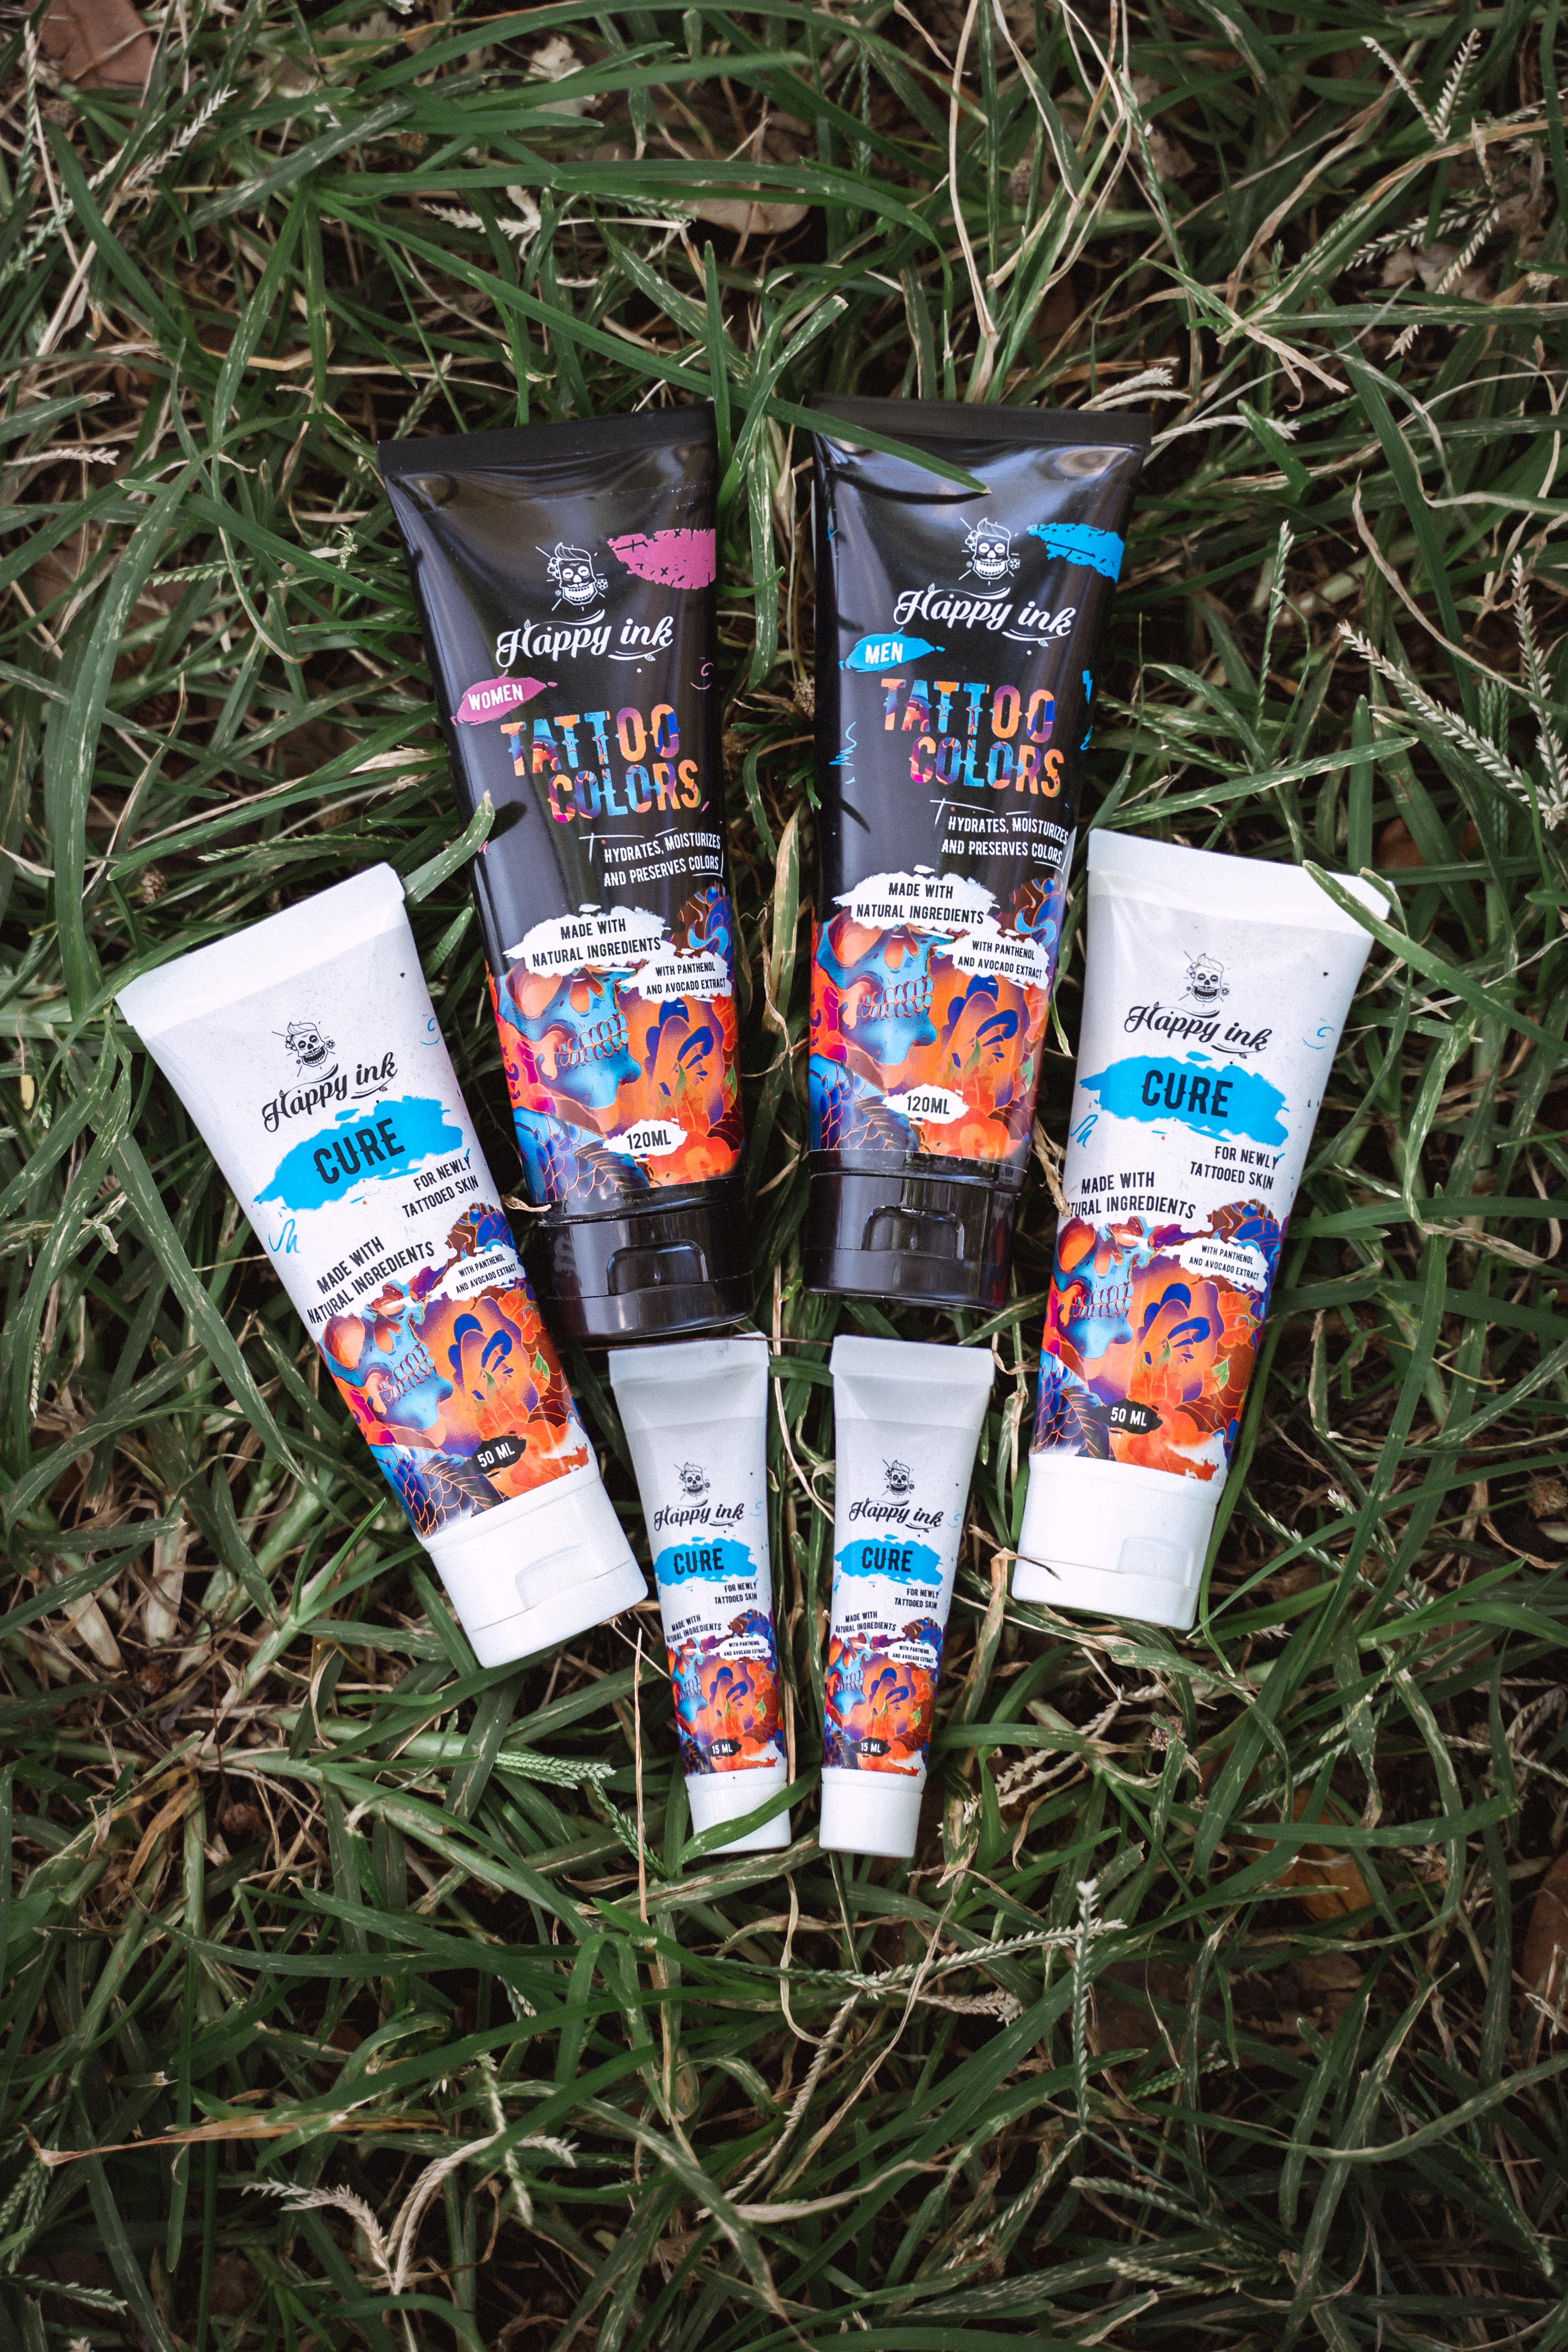 Happy ink
WOMEN
TATTOO
COLORS
HYDRATES, MOISTURIZES
AND PRESERVES COLORS
MADE WITH
NATURAL INGREDIENTS
WITH PANTHENOL
AND AVOCADO EXTRACT
120ML
Happy ink
MEN
TATTOO
COLORS
HYDRATES, MOISTURIZES
AND PRESERVES COLORS
MADE WITH
NATURAL INGREDIENTS
WITH PANTHENOL
AND AVOCADO EXTRACT
120ML
Happy ink
CURE
FOR NEWLY
TATTOOED SKIN
MADE WITH
NATURAL INGREDIENTS
WITH PANTHENOL
AND AVOCADO EXTRACT
50 ML
Happy ink
CURE
FOR NEWLY
TATTOOED SKIN
MADE WITH
NATURAL INGREDIENTS
WITH PANTHENOL
AND AVOCADO EXTRACT
50 ML
Happy ink
CURE
FOR NEWLY
TATTOOED SKIN
MADE WITH
NATURAL INGREDIENTS
WITH PANTHENOL
AND AVOCADO EXTRACT
15 ML
Happy ink
CURE
FOR NEWLY
TATTOOED SKIN
MADE WITH
NATURAL INGREDIENTS
WITH PANTHENOL
AND AVOCADO EXTRACT
15 ML